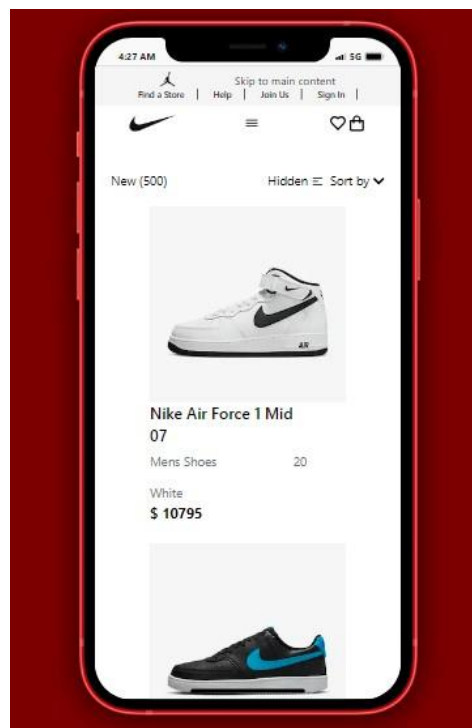 4:27 AM 5G
Skip to main content
Find a Store | Help | Join Us | Sign In |
New (500) Hidden Sort by
AIR
Nike Air Force 1 Mid
07
Mens Shoes 20
White
$ 10795